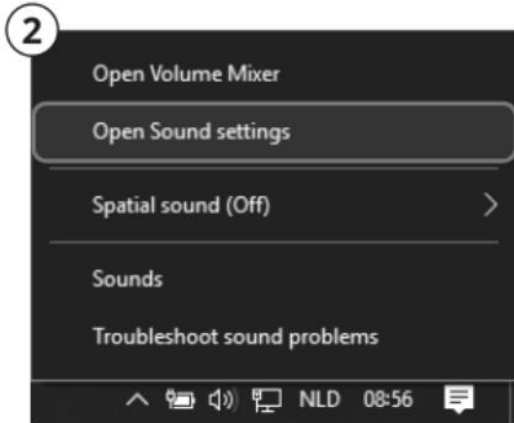 2
Open Volume Mixer
Open Sound settings
Spatial sound (Off)
Sounds
Troubleshoot sound problems
NLD 08:56